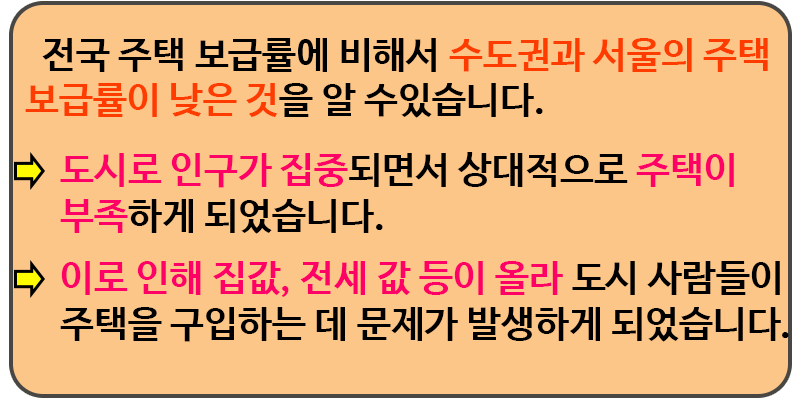 전국 주택 보급률에 비해서 수도권과 서울의 주택
보급률이 낮은 것을 알 수있습니다.
도시로 인구가 집중되면서 상대적으로 주택이
부족하게 되었습니다.
이로 인해 집값, 전세 값 등이 올라 도시 사람들이
주택을 구입하는 데 문제가 발생하게 되었습니다.